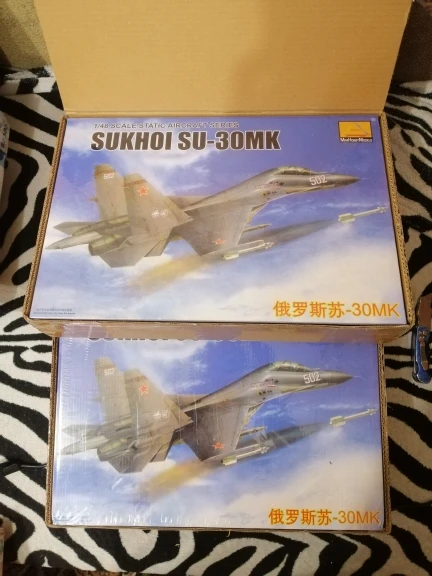 1:48 SCALE STATIC AIRCRAFT SERIES
SUKHOI SU-30MK
502
俄罗斯苏-30MK
502
俄罗斯苏-30MK